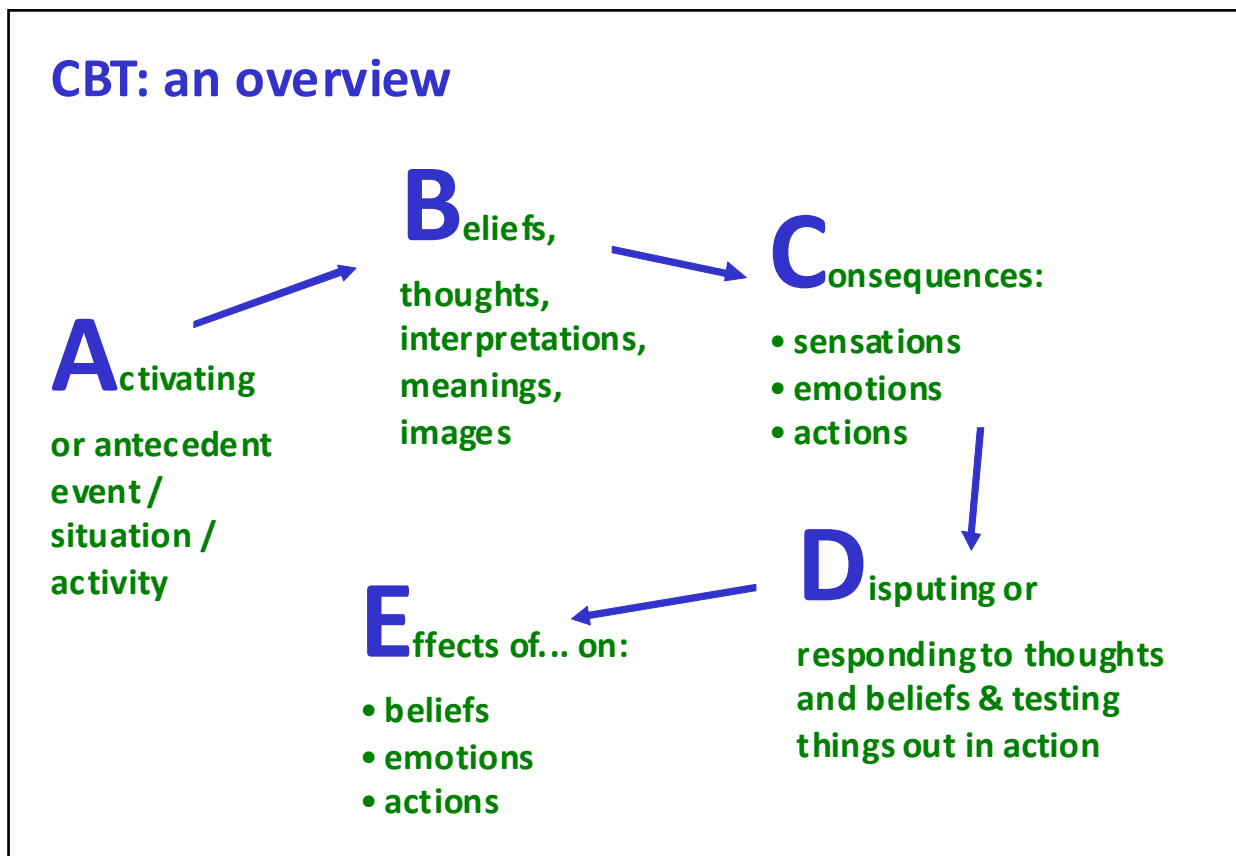 CBT: an overview
Activating
or antecedent
event /
situation /
activity
Beliefs,
thoughts,
interpretations,
meanings,
images
Consequences:
• sensations
• emotions
• actions
Disputing or
responding to thoughts
and beliefs & testing
things out in action
Effects of... on:
• beliefs
• emotions
• actions